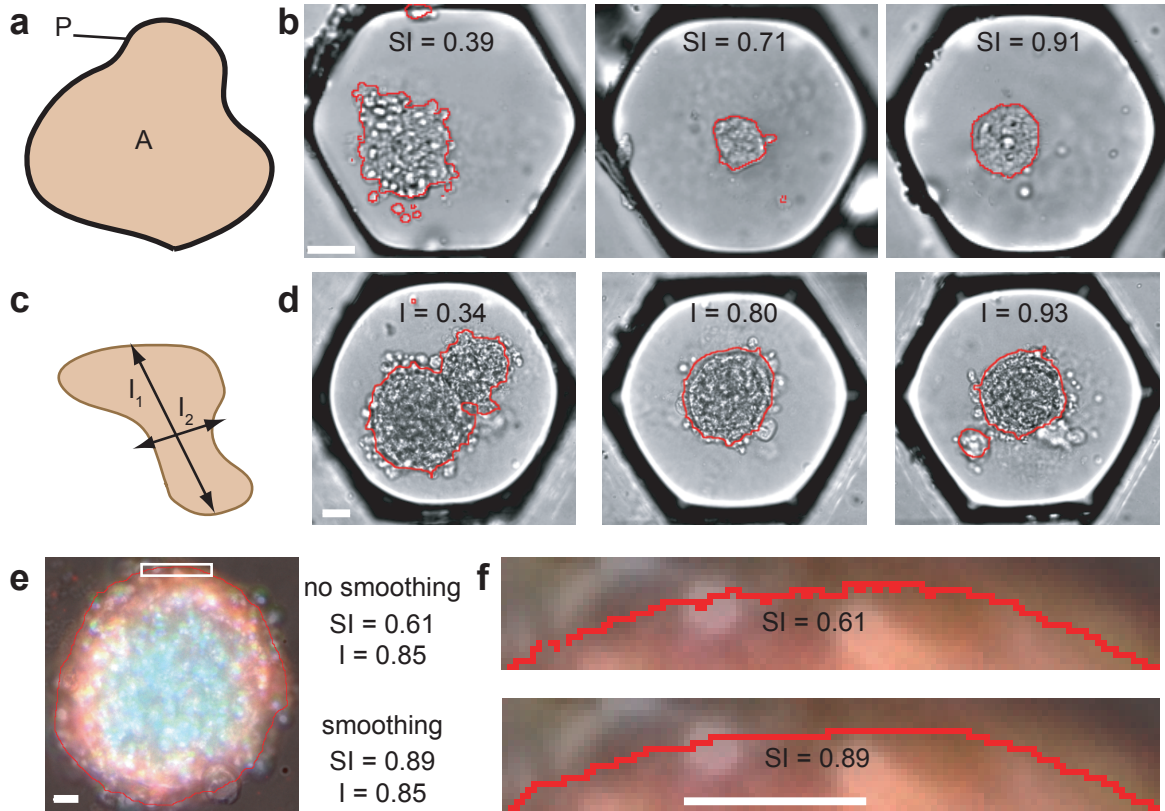 a
P
A
b
SI = 0.39
SI = 0.71
SI = 0.91
c
l₁
l₂
d
I = 0.34
I = 0.80
I = 0.93
e
no smoothing
SI = 0.61
I = 0.85
smoothing
SI = 0.89
I = 0.85
f
SI = 0.61
SI = 0.89